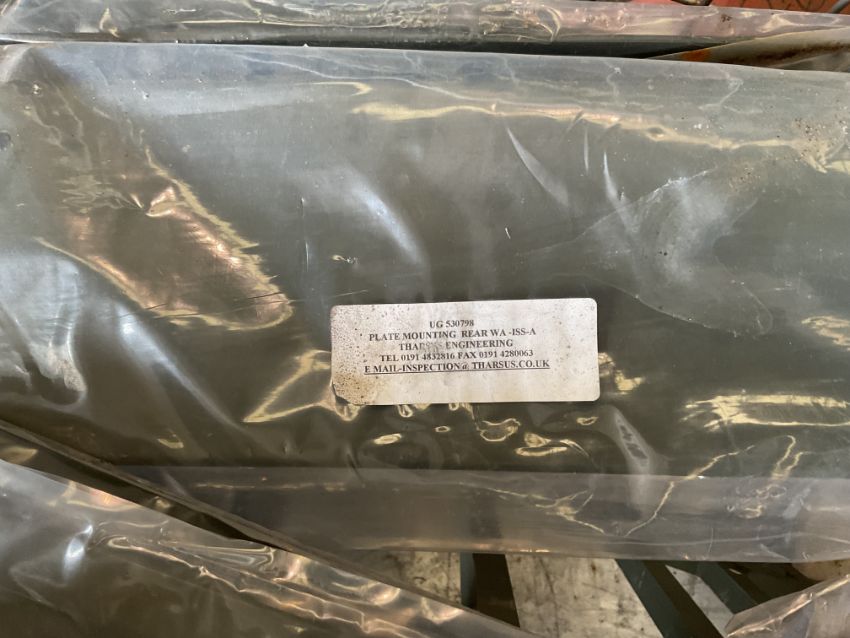 UG 530798
PLATE MOUNTING REAR WA -ISS-A
THARSUS ENGINEERING
TEL 0191 4832816 FAX 0191 4280063
E MAIL-INSPECTION@ THARSUS.CO.UK